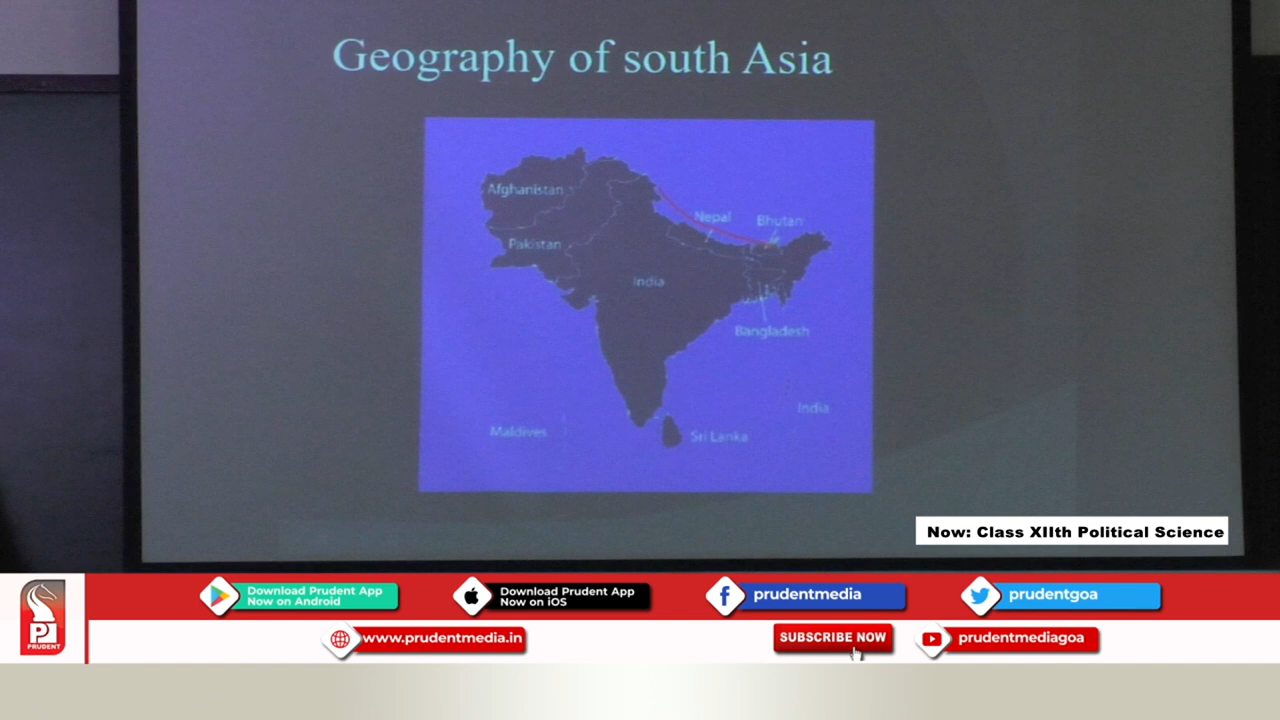 Geography of south Asia
Afghanistan
Nepal
Bhutan
Pakistan
India
Bangladesh
India
Maldives
Sri Lanka
Now: Class XIIth Political Science
Download Prudent App
Now on Android
Download Prudent App
Now on iOS
prudentmedia
prudentgoa
PRUDENT
www.prudentmedia.in
SUBSCRIBE NOW
prudentmediagoa